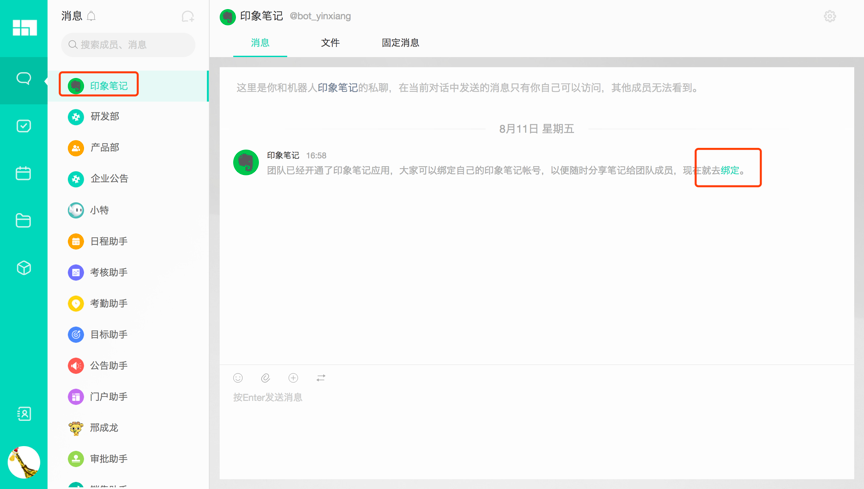 消息
搜索成员、消息
印象笔记
研发部
产品部
企业公告
小特
日程助手
考核助手
考勤助手
目标助手
公告助手
门户助手
邢成龙
审批助手
印象笔记 @bot_yinxiang
消息 文件 固定消息
这里是你和机器人印象笔记的私聊，在当前对话中发送的消息只有你自己可以访问，其他成员无法看到。
8月11日 星期五
印象笔记 16:58
团队已经开通了印象笔记应用，大家可以绑定自己的印象笔记帐号，以便随时分享笔记给团队成员，现在就去绑定。
按Enter发送消息